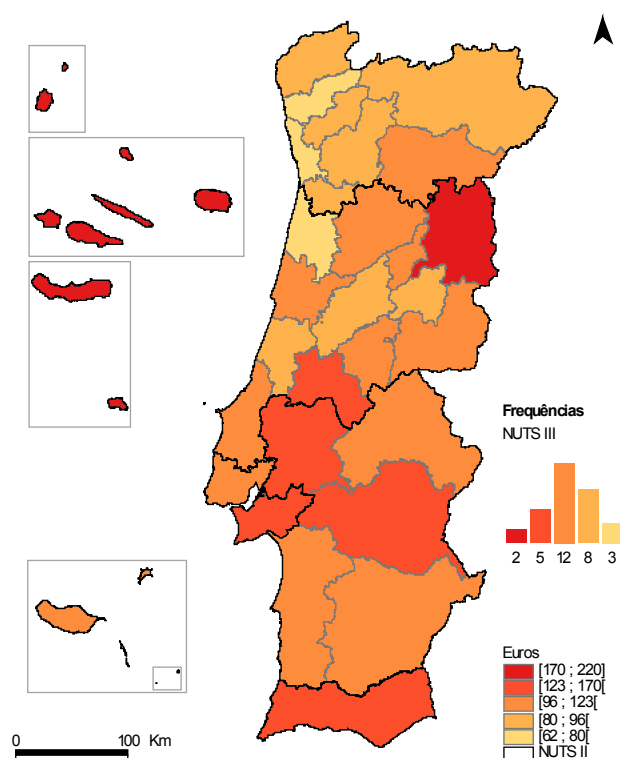 Frequências
NUTS III
2 5 12 8 3
Euros
[170 ; 220]
[123 ; 170[
[96 ; 123[
[80 ; 96[
[62 ; 80[
NUTS II
0 100 Km